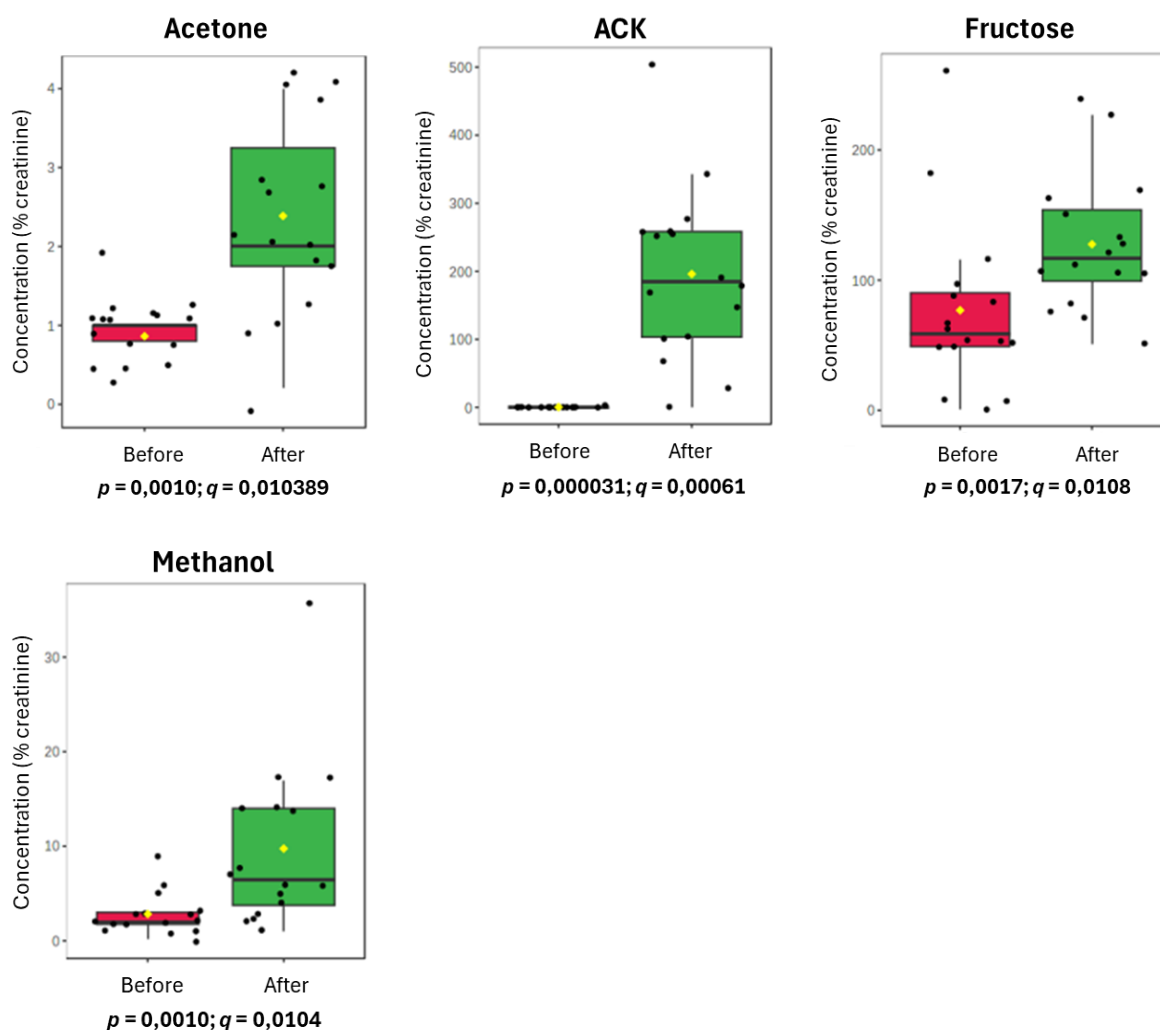 Acetone
Concentration (% creatinine)
4
3
2
1
0
Before
After
p = 0,0010; q = 0,010389
ACK
Concentration (% creatinine)
500
400
300
200
100
0
Before
After
p = 0,000031; q = 0,00061
Fructose
Concentration (% creatinine)
200
100
0
Before
After
p = 0,0017; q = 0,0108
Methanol
Concentration (% creatinine)
30
20
10
0
Before
After
p = 0,0010; q = 0,0104